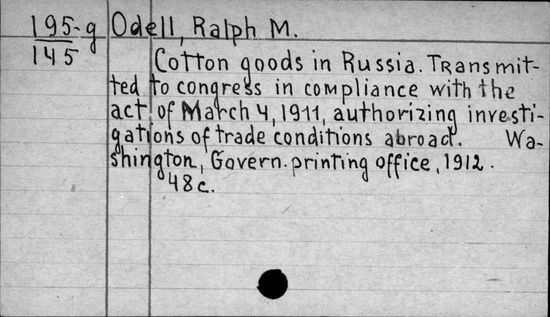 195-g Odell, Ralph M.
145
Cotton goods in Russia. Transmit-
ted to congress in compliance with the
act of March 4, 1911, authorizing investi-
gations of trade conditions abroad. Wa-
shington, Govern. printing office, 1912.
48c.